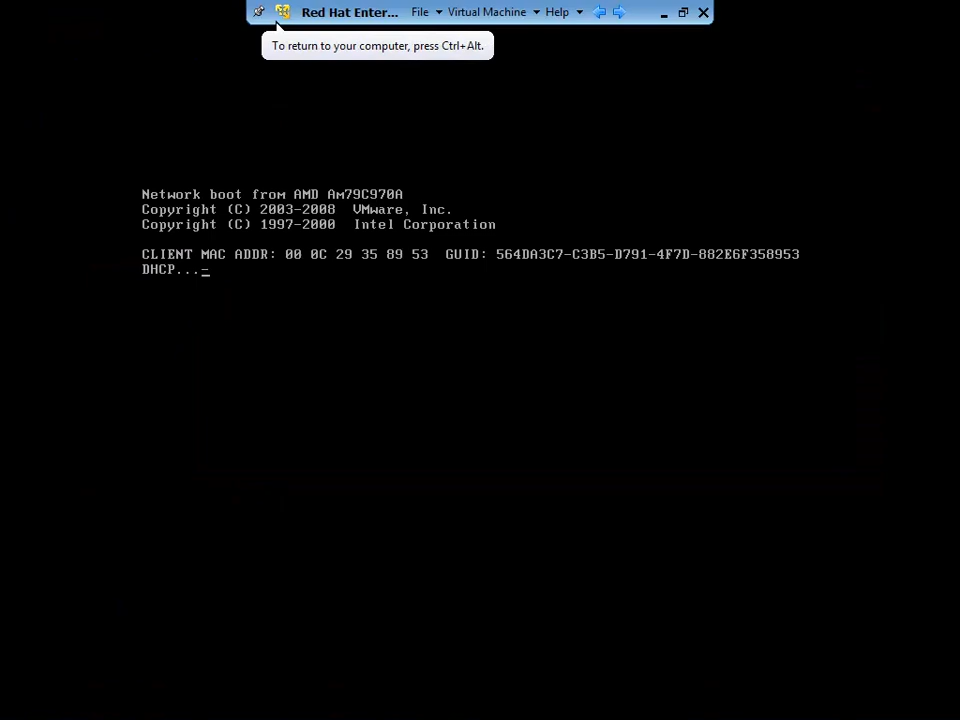 Red Hat Enter... File Virtual Machine Help
To return to your computer, press Ctrl+Alt.
Network boot from AMD Am79C970A
Copyright (C) 2003-2008 VMware, Inc.
Copyright (C) 1997-2000 Intel Corporation
CLIENT MAC ADDR: 00 0C 29 35 89 53 GUID: 564DA3C7-C3B5-D791-4F7D-882E6F358953
DHCP...-